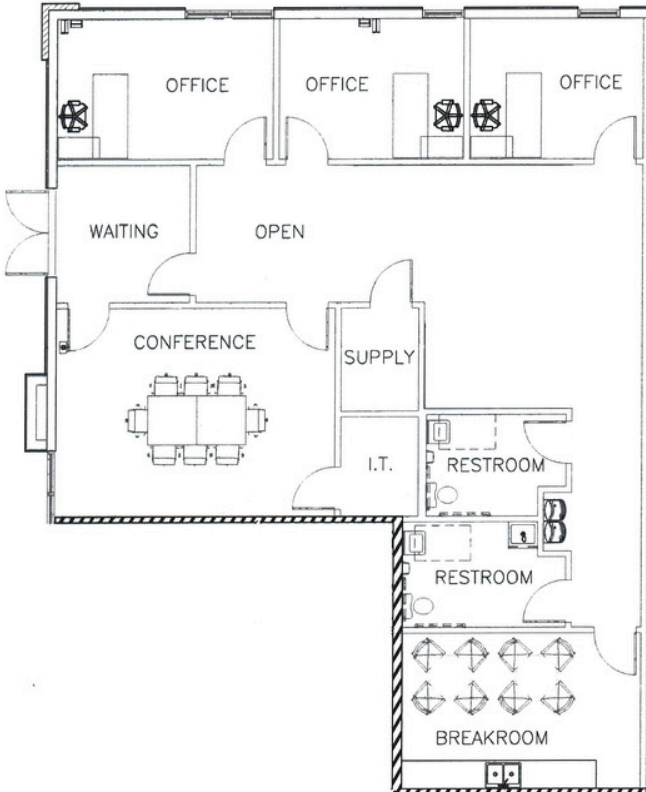 OFFICE
OFFICE
OFFICE
WAITING
OPEN
CONFERENCE
SUPPLY
I.T.
RESTROOM
RESTROOM
BREAKROOM